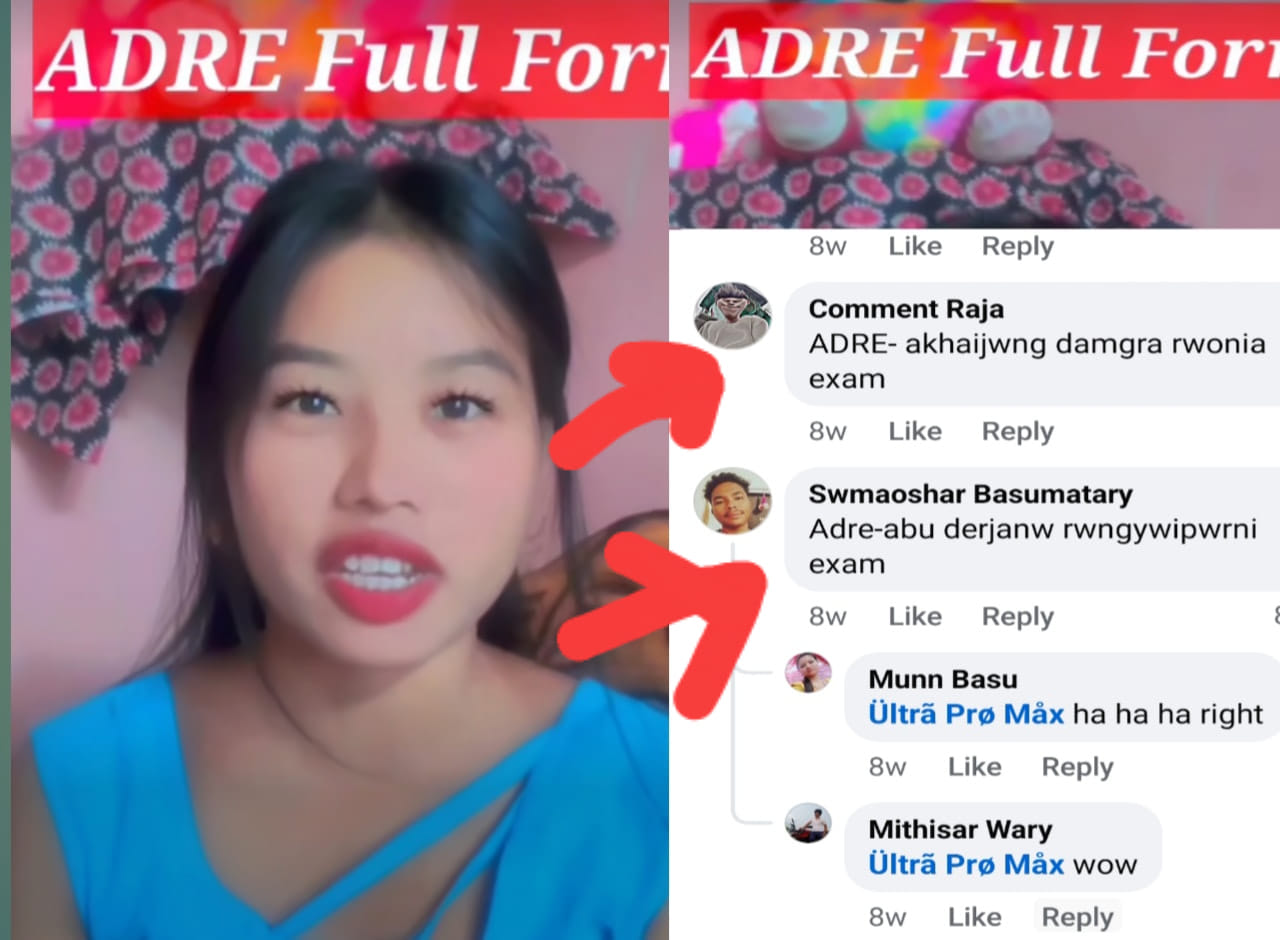 ADRE Full For
ADRE Full For
8w Like Reply
Comment Raja
ADRE- akhaijwng damgra rwonia
exam
8w Like Reply
Swmaoshar Basumatary
Adre-abu derjanw rwngywipwrni
exam
8w Like Reply
Munn Basu
Ültrã Prø Måx ha ha ha right
8w Like Reply
Mithisar Wary
Ültrã Prø Måx wow
8w Like Reply